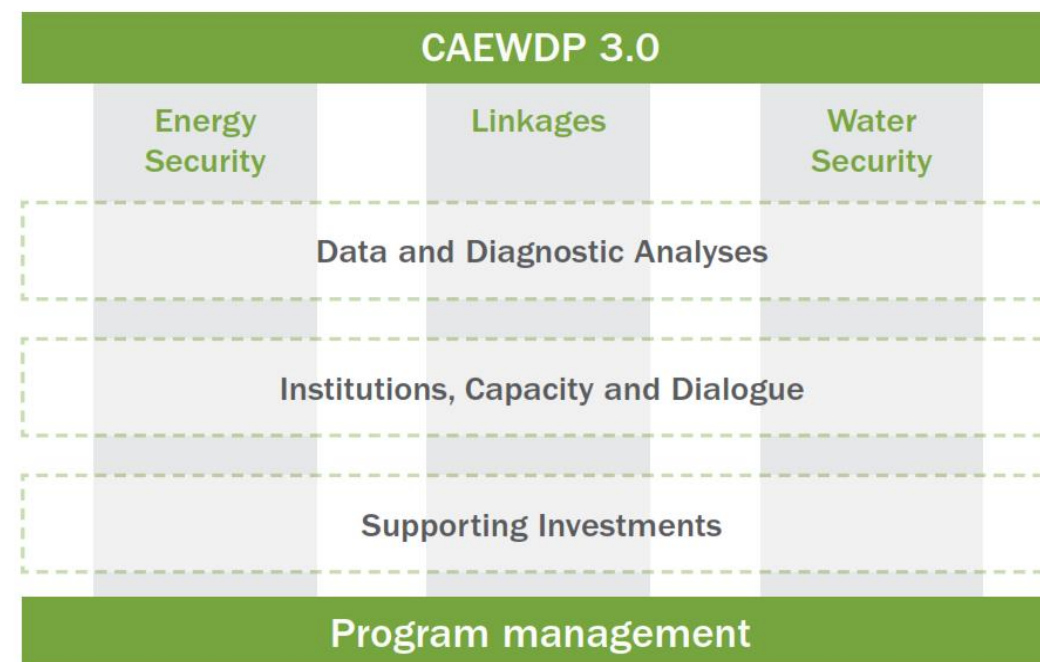 CAEWDP 3.0
Energy
Security
Linkages
Water
Security
Data and Diagnostic Analyses
Institutions, Capacity and Dialogue
Supporting Investments
Program management